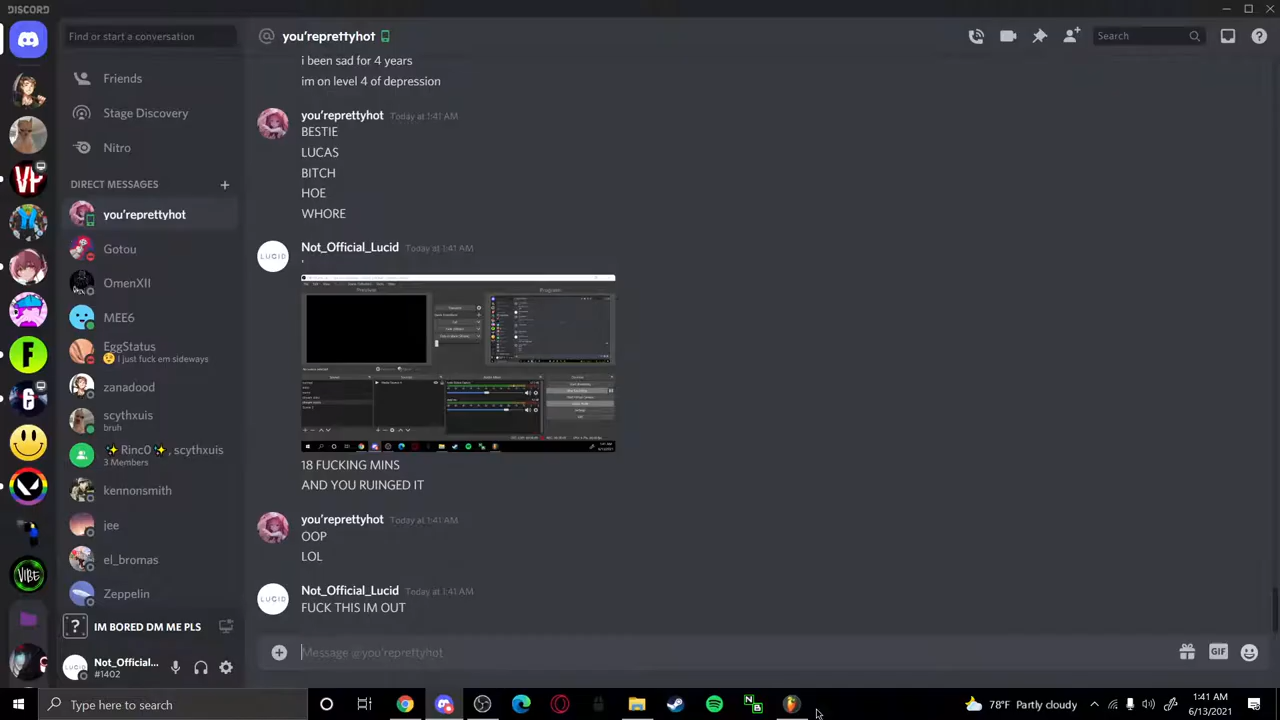 DISCORD
Find or start a conversation
you'reprettyhot
Search
Friends
Stage Discovery
Nitro
DIRECT MESSAGES
you'reprettyhot
Gotou
OmenXII
MEE6
EggStatus
I just fuck em sideways
zanadood
scythxuis
bruh
✨RincO✨, scythxuis
3 Members
kennonsmith
jee
el_bromas
Zeppelin
IM BORED DM ME PLS
Not_Official...
#1402
i been sad for 4 years
im on level 4 of depression
you'reprettyhot Today at 1:41 AM
BESTIE
LUCAS
BITCH
HOE
WHORE
LUCID
Not_Official_Lucid Today at 1:41 AM
'
18 FUCKING MINS
AND YOU RUINGED IT
you'reprettyhot Today at 1:41 AM
OOP
LOL
LUCID
Not_Official_Lucid Today at 1:41 AM
FUCK THIS IM OUT
Message @you'reprettyhot
GIF
Type here to search
78°F Partly cloudy
1:41 AM
6/13/2021